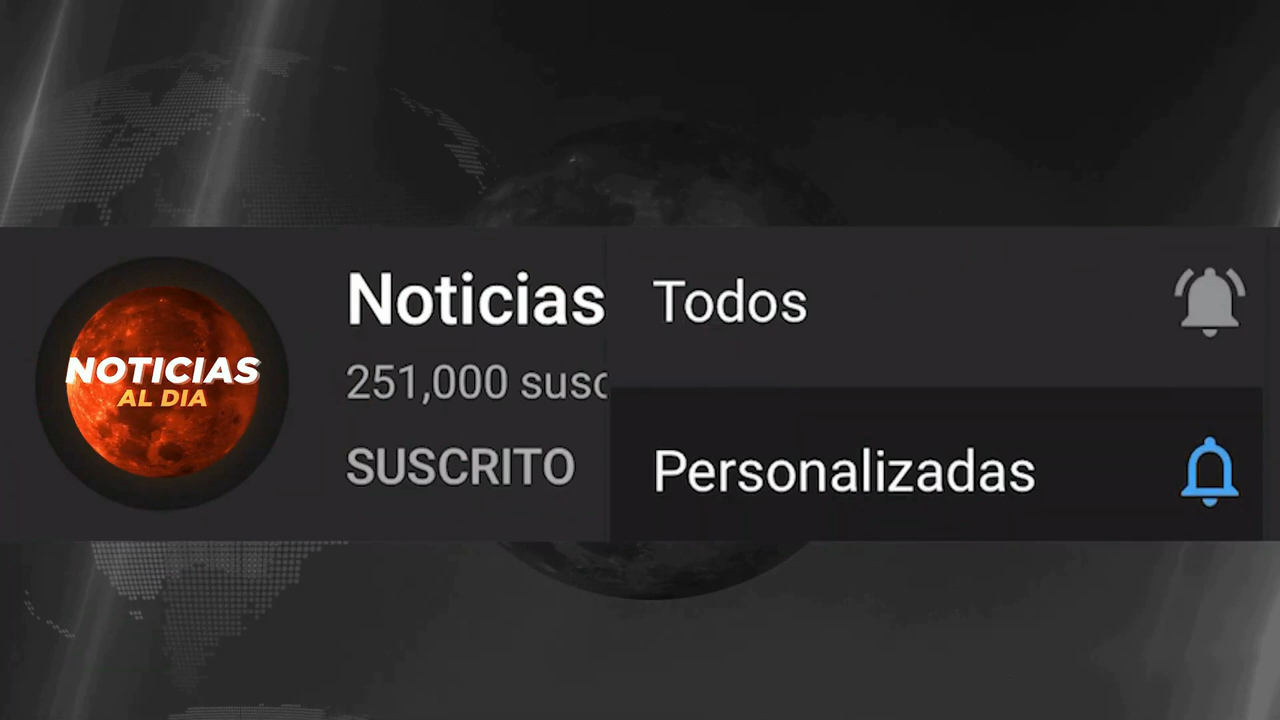 NOTICIAS
AL DIA
Noticias
251,000 susc
SUSCRITO
Todos
Personalizadas